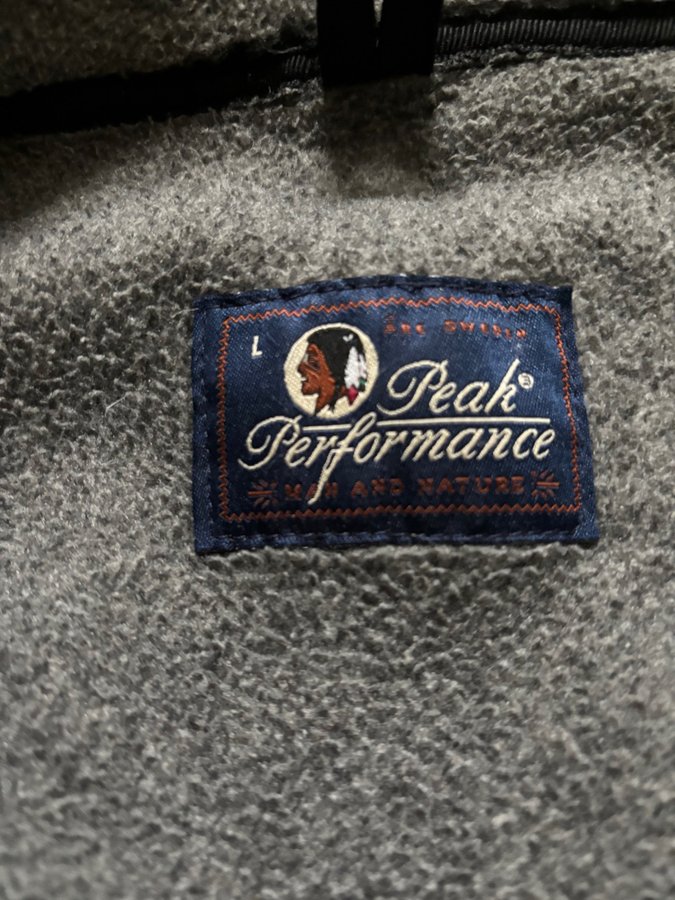 L
Peak®
Performance
MAN AND NATURE